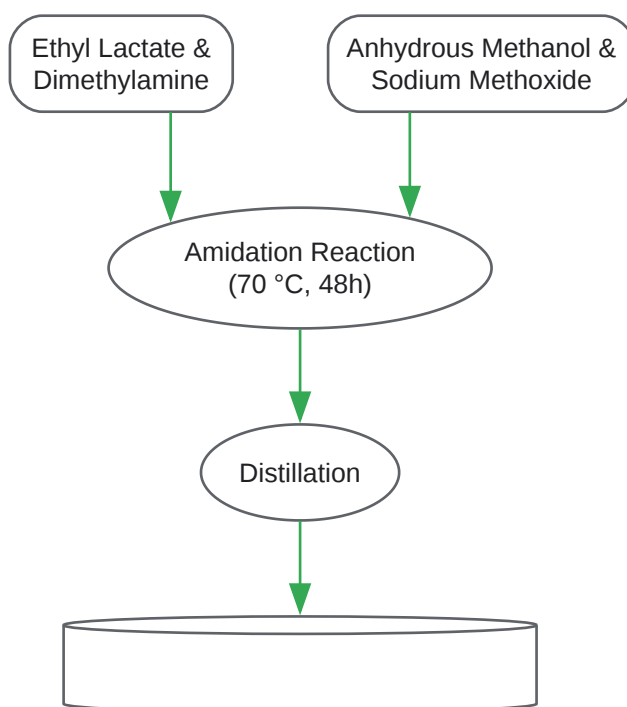 Ethyl Lactate &
Dimethylamine
Anhydrous Methanol &
Sodium Methoxide
Amidation Reaction
(70 °C, 48h)
Distillation